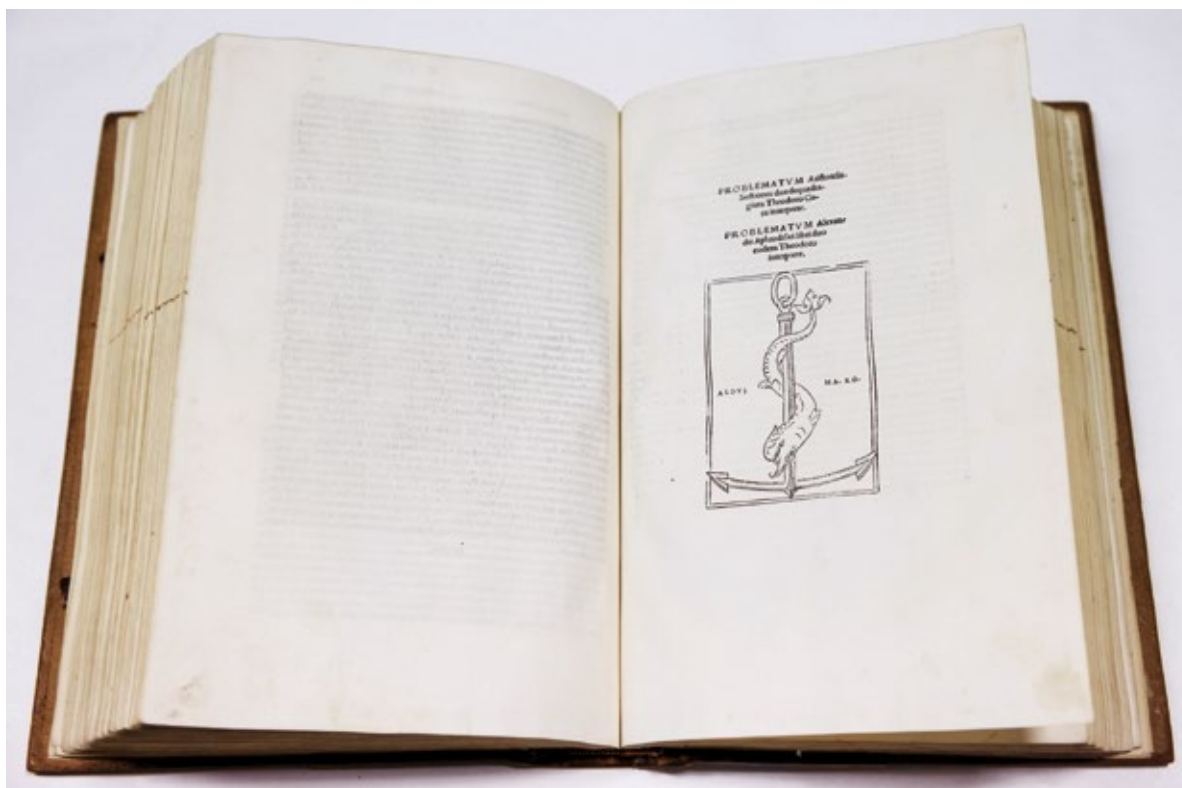 PROBLEMATVM Aristotelis
Sectiones duodequadra-
ginta Theodoro Ga-
za interprete.
PROBLEMATVM Alexan-
dri Aphrodisiei libri duo
eodem Theodoro
interprete.
ALDVS MA. RO.